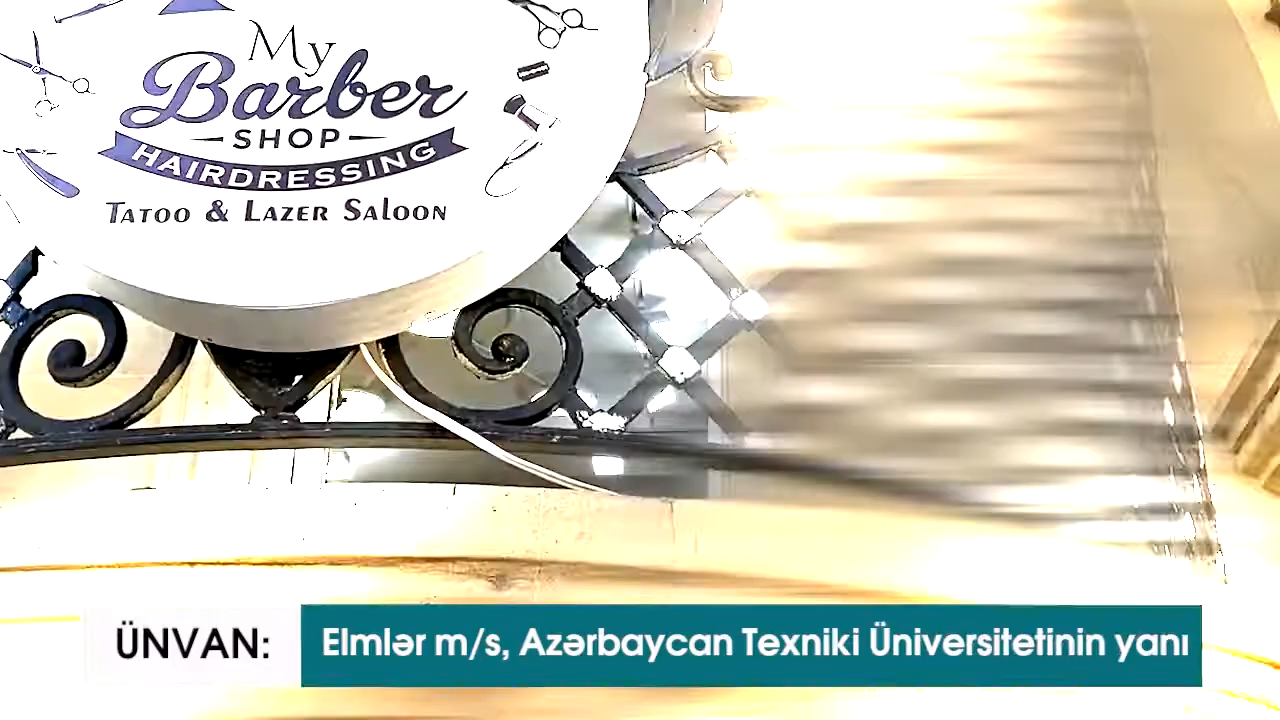 My
Barber
SHOP
HAIRDRESSING
TATOO & LAZER SALOON
ÜNVAN: Elmlər m/s, Azərbaycan Texniki Üniversitetinin yanı